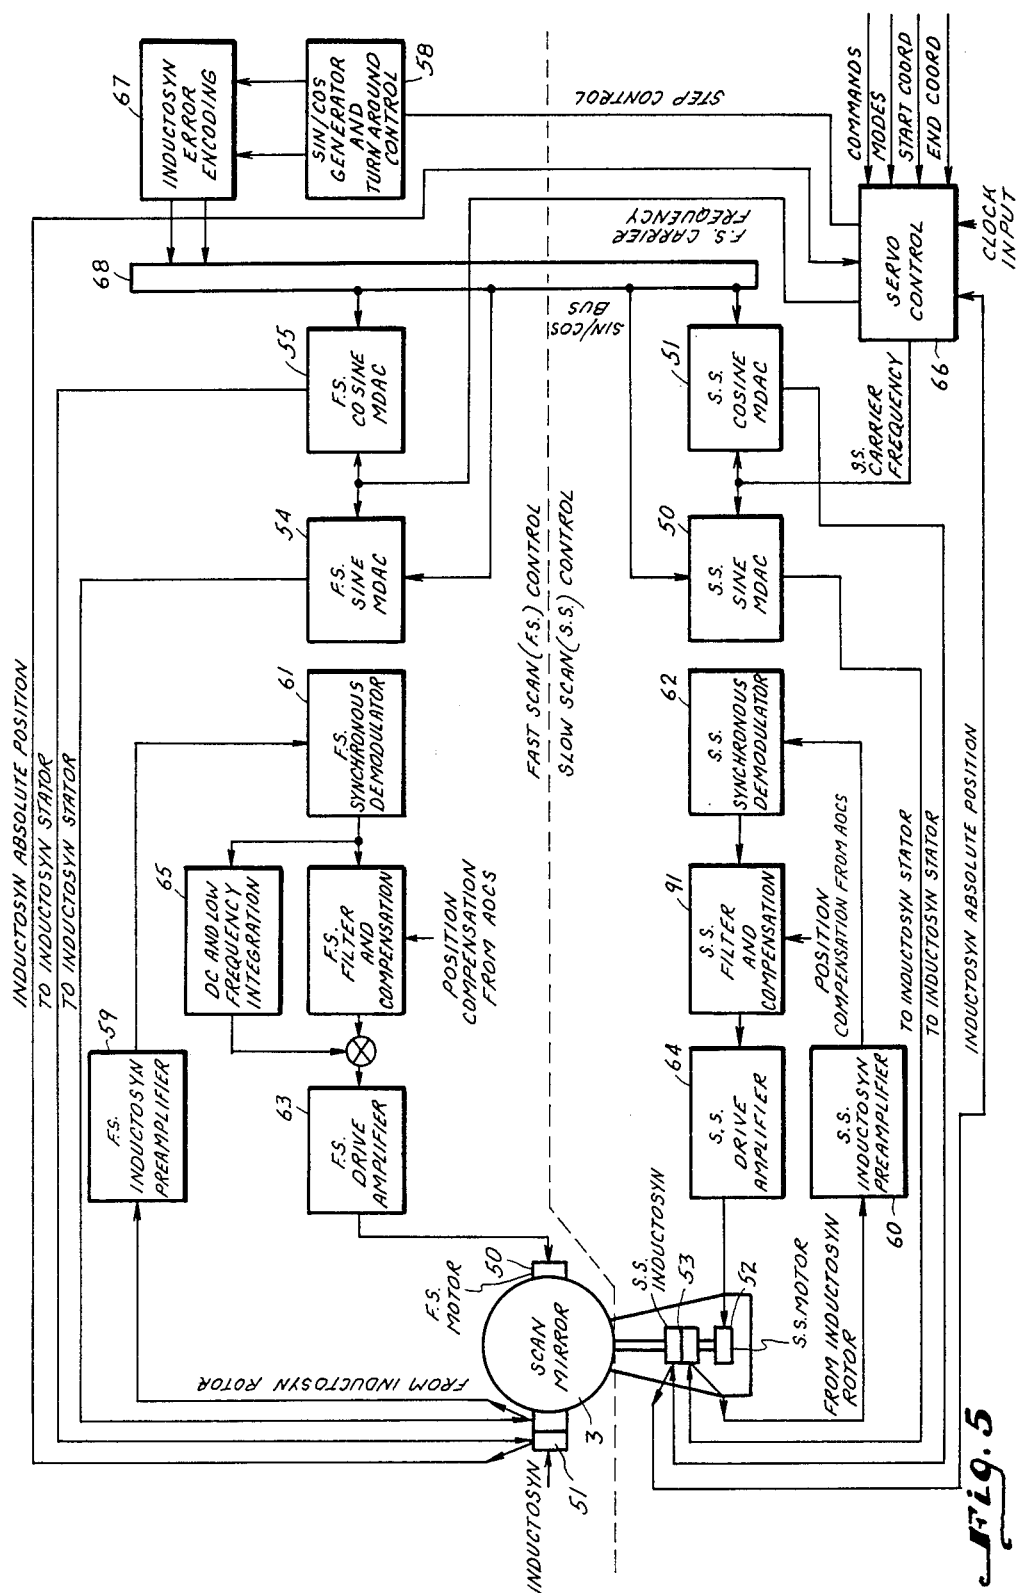 INDUCTOSYN ABSOLUTE POSITION
TO INDUCTOSYN STATOR
TO INDUCTOSYN STATOR
67
INDUCTOSYN
ERROR
ENCODING
58
SIN/COS
GENERATOR
AND
TURNAROUND
CONTROL
68
SIN/COS
BUS
F.S. CARRIER
FREQUENCY
STEP CONTROL
55
F.S.
COSINE
MDAC
54
F.S.
SINE
MDAC
61
F.S.
SYNCHRONOUS
DEMODULATOR
65
DC AND LOW
FREQUENCY
INTEGRATION
F.S.
FILTER
AND
COMPENSATION
POSITION
COMPENSATION
FROM AOCS
59
F.S.
INDUCTOSYN
PREAMPLIFIER
63
F.S.
DRIVE
AMPLIFIER
FROM INDUCTOSYN ROTOR
F.S.
MOTOR
50
SCAN
MIRROR
3
INDUCTOSYN
51
FAST SCAN (F.S.) CONTROL
SLOW SCAN (S.S.) CONTROL
S.S.
INDUCTOSYN
53
52
S.S. MOTOR
FROM INDUCTOSYN
ROTOR
64
S.S.
DRIVE
AMPLIFIER
60
S.S.
INDUCTOSYN
PREAMPLIFIER
91
S.S.
FILTER
AND
COMPENSATION
POSITION
COMPENSATION FROM AOCS
62
S.S.
SYNCHRONOUS
DEMODULATOR
50
S.S.
SINE
MDAC
51
S.S.
COSINE
MDAC
S.S.
CARRIER
FREQUENCY
66
SERVO
CONTROL
COMMANDS
MODES
START COORD
END COORD
CLOCK
INPUT
TO INDUCTOSYN STATOR
TO INDUCTOSYN STATOR
INDUCTOSYN ABSOLUTE POSITION
Fig. 5